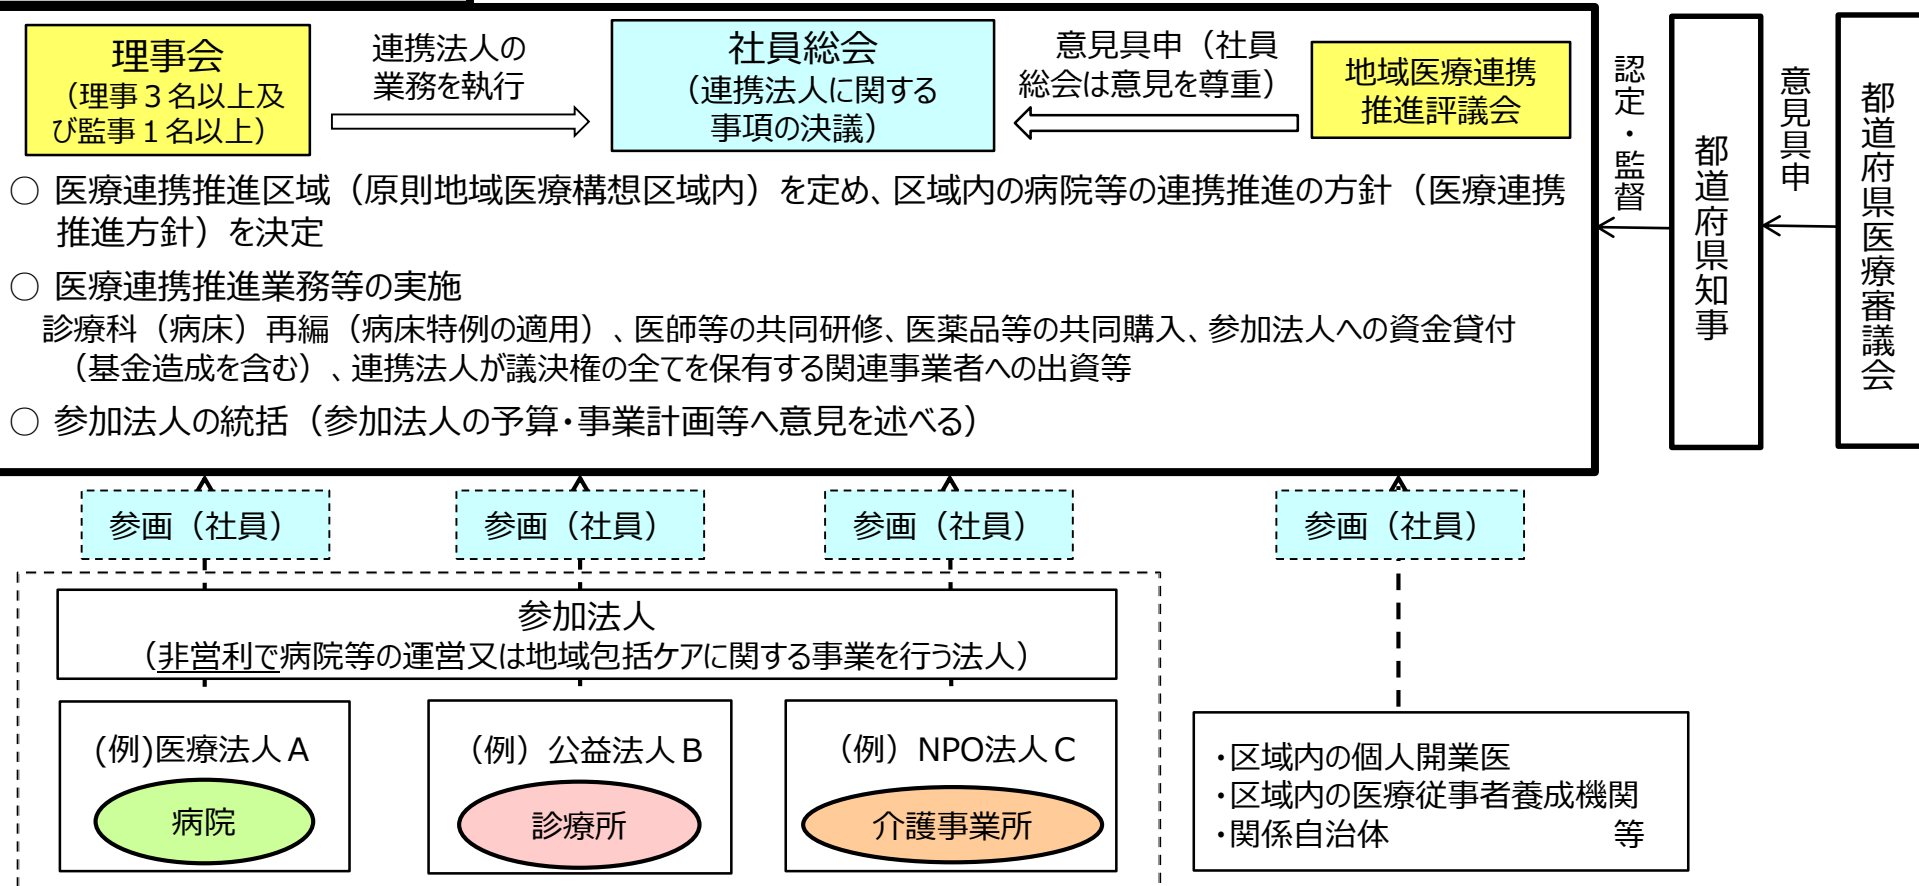 理事会
（理事３名以上及
び監事１名以上）
連携法人の
業務を執行
社員総会
（連携法人に関する
事項の決議）
意見具申（社員
総会は意見を尊重）
地域医療連携
推進評議会
認定・監督
都道府県知事
意見具申
都道府県医療審議会
○ 医療連携推進区域（原則地域医療構想区域内）を定め、区域内の病院等の連携推進の方針（医療連携
推進方針）を決定
○ 医療連携推進業務等の実施
診療科（病床）再編（病床特例の適用）、医師等の共同研修、医薬品等の共同購入、参加法人への資金貸付
（基金造成を含む）、連携法人が議決権の全てを保有する関連事業者への出資等
○ 参加法人の統括（参加法人の予算・事業計画等へ意見を述べる）
参画（社員）
参画（社員）
参画（社員）
参画（社員）
参加法人
（非営利で病院等の運営又は地域包括ケアに関する事業を行う法人）
(例)医療法人Ａ
病院
（例）公益法人Ｂ
診療所
（例）NPO法人Ｃ
介護事業所
・区域内の個人開業医
・区域内の医療従事者養成機関
・関係自治体 等